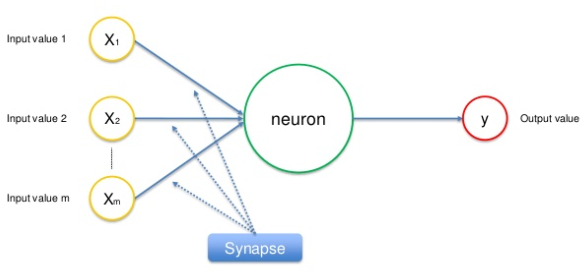 Input value 1
X1
Input value 2
X2
neuron
y
Output value
Input value m
Xm
Synapse